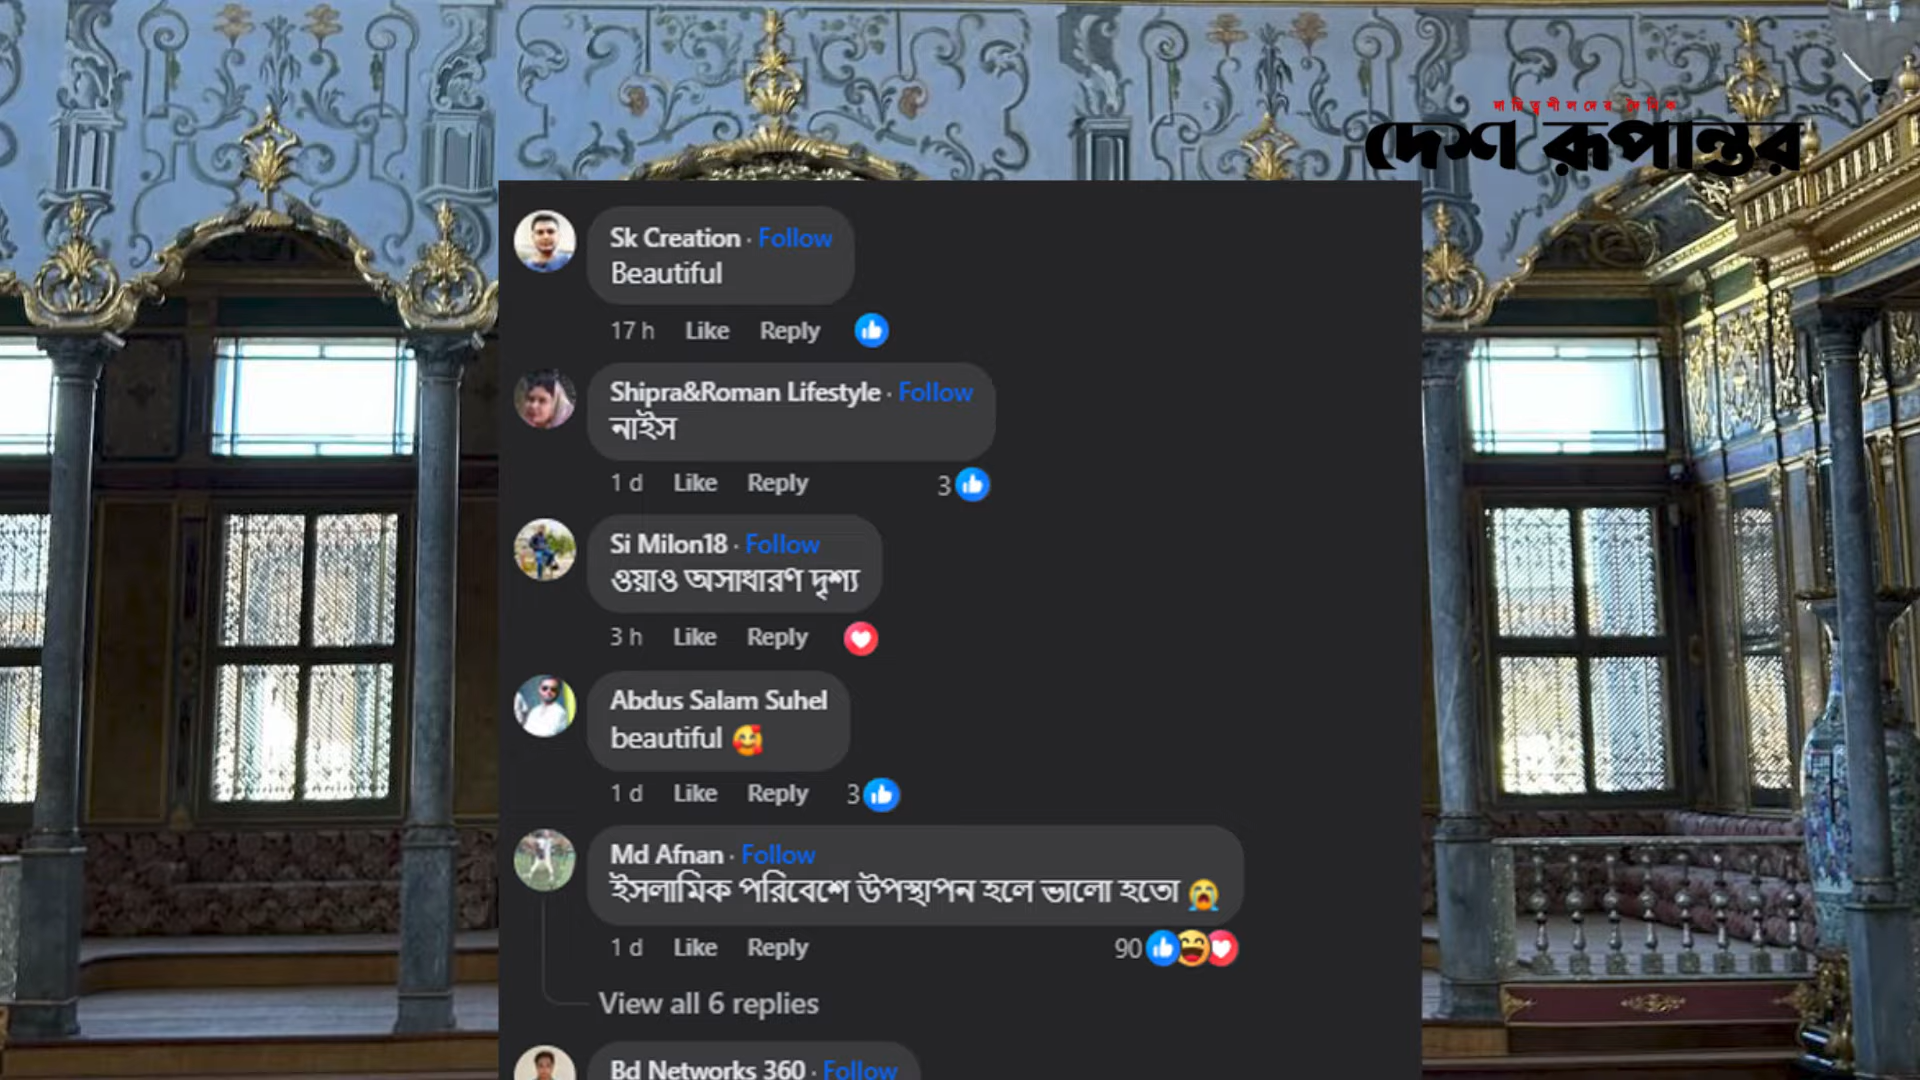 দায়িত্বশীলদের দৈনিক
দেশ রূপান্তর
Sk Creation · Follow
Beautiful
17 h Like Reply
Shipra&Roman Lifestyle · Follow
নাইস
1 d Like Reply 3
Si Milon18 · Follow
ওয়াও অসাধারণ দৃশ্য
3 h Like Reply
Abdus Salam Suhel
beautiful 🥰
1 d Like Reply 3
Md Afnan · Follow
ইসলামিক পরিবেশে উপস্থাপন হলে ভালো হতো 😭
1 d Like Reply 90
View all 6 replies
Bd Networks 360 · Follow